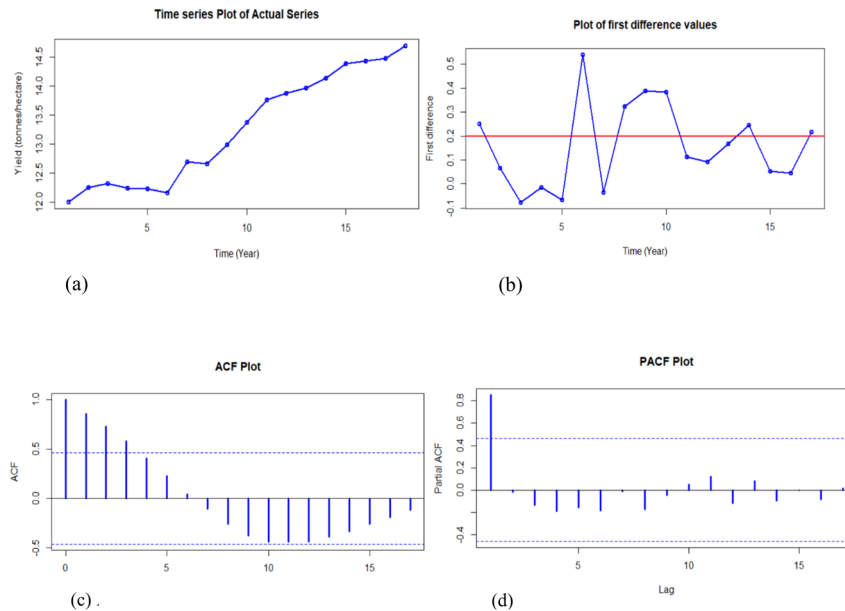 Time series Plot of Actual Series
Yield (tonnes/hectare)
12.0 12.5 13.0 13.5 14.0 14.5
5 10 15
Time (Year)
(a)
Plot of first difference values
First difference
-0.1 0.0 0.1 0.2 0.3 0.4 0.5
5 10 15
Time (Year)
(b)
ACF Plot
ACF
-0.5 0.0 0.5 1.0
0 5 10 15
(c) .
PACF Plot
Partial ACF
-0.4 0.0 0.2 0.4 0.6 0.8
5 10 15
Lag
(d)